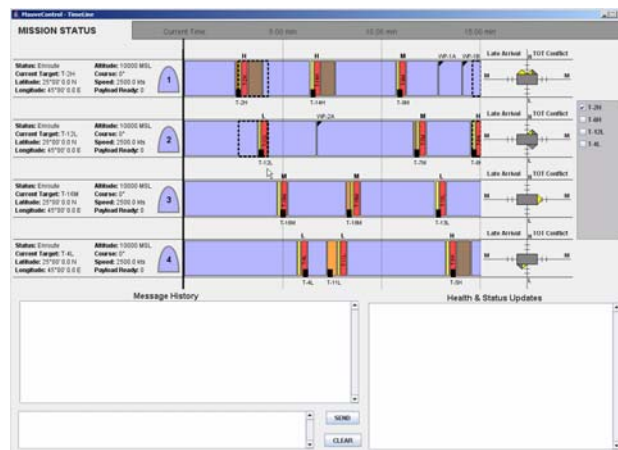 MauveControl - TimeLine
MISSION STATUS
Current Time 5:00 min 10:00 min 15:00 min
Late Arrival TOT Conflict
Status: Enroute
Current Target: T-2H
Latitude: 25°00' 0.0 N
Longitude: 45°00' 0.0 E
Altitude: 10000 MSL
Course: 0°
Speed: 2500.0 kts
Payload Ready: 0
1
H H M WP-1A WP-1B
T-2H T-14H T-9M
M M
H
L
T-2H
T-6H
T-13L
T-4L
Late Arrival TOT Conflict
Status: Enroute
Current Target: T-12L
Latitude: 25°00' 0.0 N
Longitude: 45°00' 0.0 E
Altitude: 10000 MSL
Course: 0°
Speed: 2500.0 kts
Payload Ready: 0
2
L WP-2A M
T-12L T-7M
M M
L
Late Arrival TOT Conflict
Status: Enroute
Current Target: T-16M
Latitude: 25°00' 0.0 N
Longitude: 45°00' 0.0 E
Altitude: 10000 MSL
Course: 0°
Speed: 2500.0 kts
Payload Ready: 0
3
M M L
T-16M T-13L
M M
L
Late Arrival TOT Conflict
Status: Enroute
Current Target: T-4L
Latitude: 25°00' 0.0 N
Longitude: 45°00' 0.0 E
Altitude: 10000 MSL
Course: 0°
Speed: 2500.0 kts
Payload Ready: 0
4
L L H
T-4L T-11L T-5H
M M
L
Message History
Health & Status Updates
SEND
CLEAR